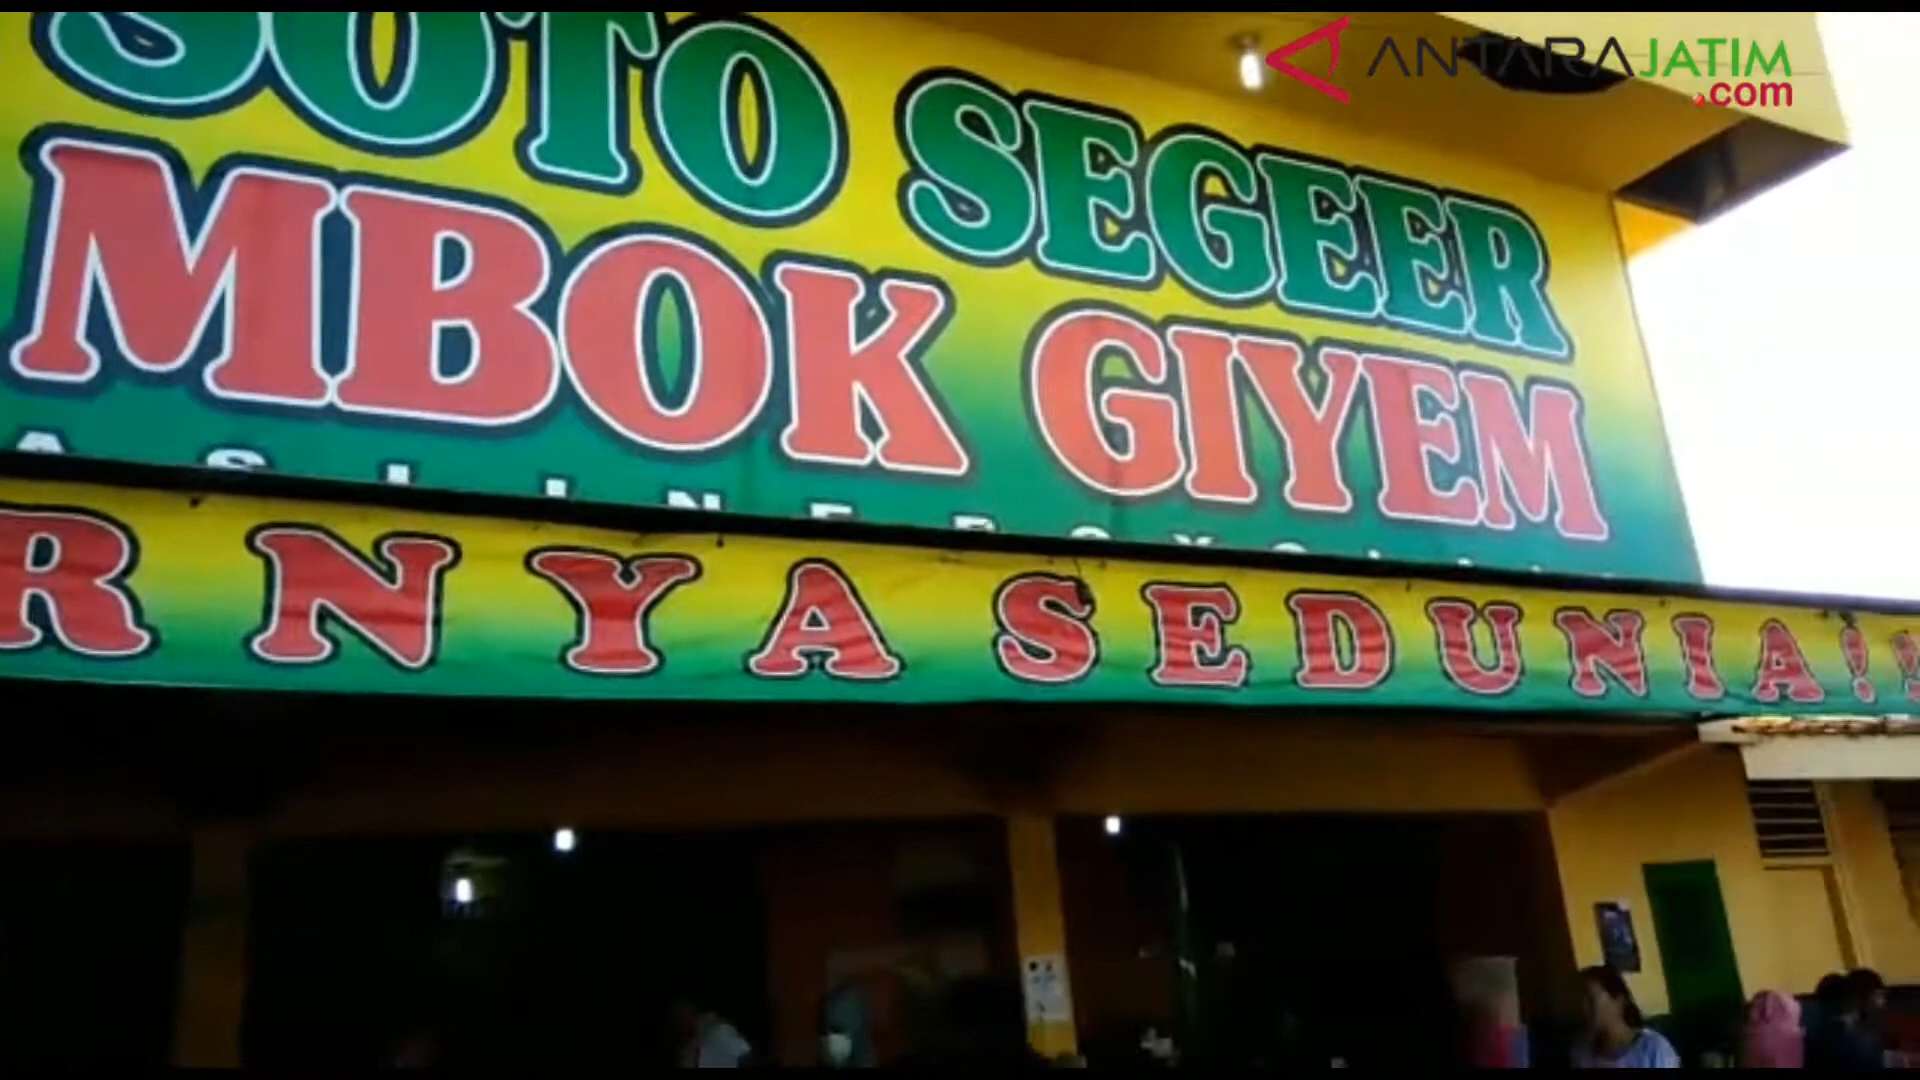 ANTARAJATIM
.com
SOTO SEGEER
MBOK GIYEM
RNYA SEDUNIA!!